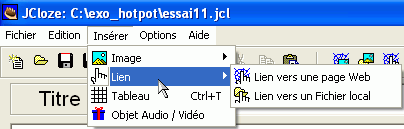 JCloze: C:\exo_hotpot\essai11.jcl
Fichier Edition Insérer Options Aide
Image
Lien
Lien vers une page Web
Lien vers un Fichier local
Tableau Ctrl+T
Titre
Objet Audio / Vidéo